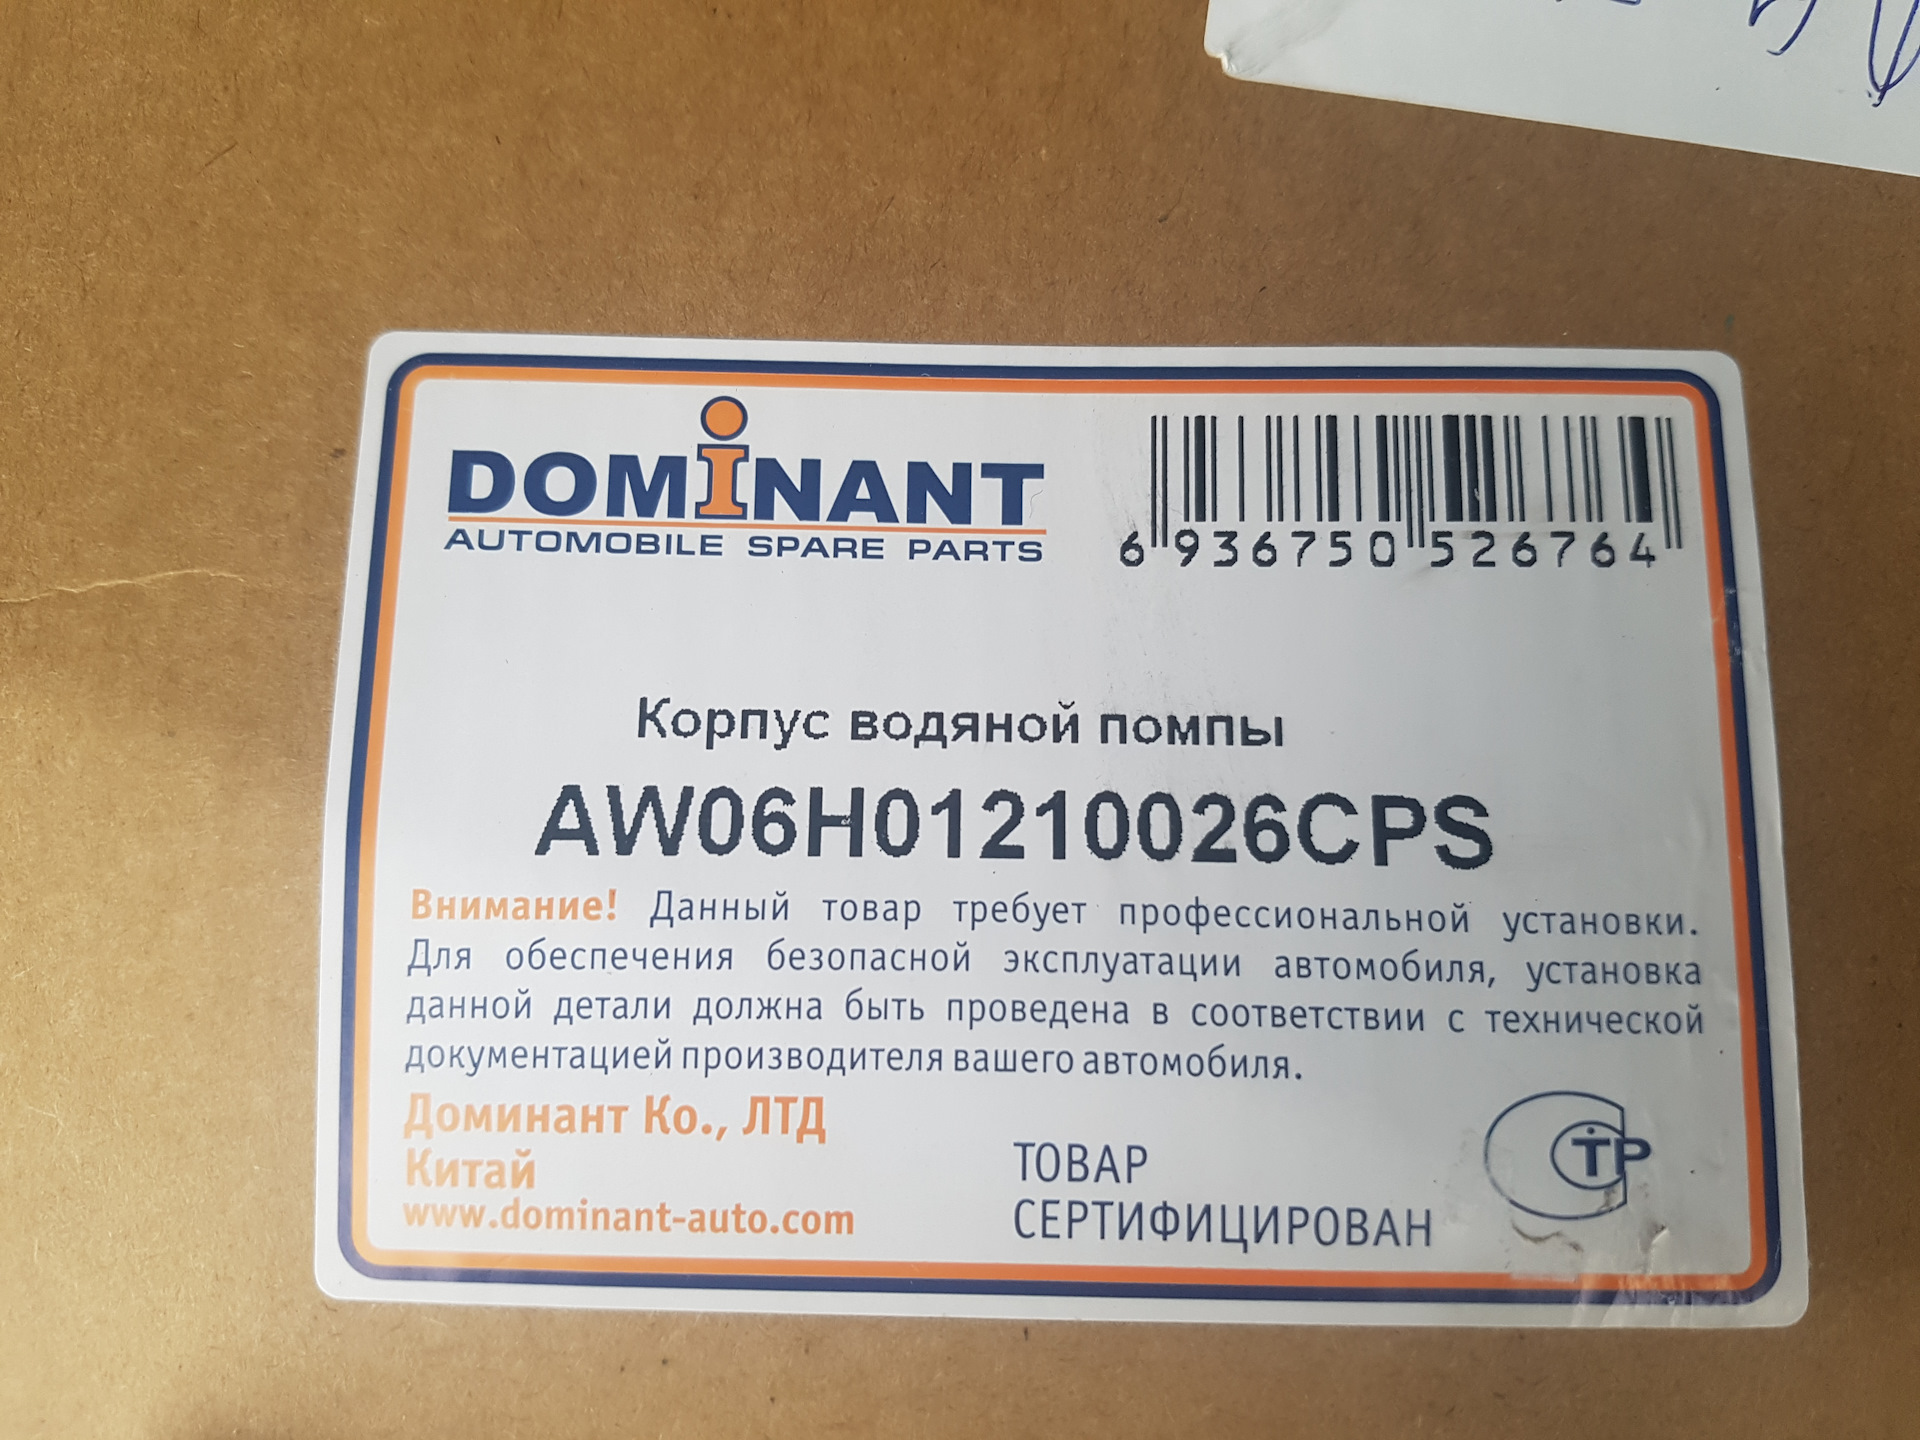 DOMINANT
AUTOMOBILE SPARE PARTS
6 936750 526764
Корпус водяной помпы
AW06H01210026CPS
Внимание! Данный товар требует профессиональной установки.
Для обеспечения безопасной эксплуатации автомобиля, установка
данной детали должна быть проведена в соответствии с технической
документацией производителя вашего автомобиля.
Доминант Ко., ЛТД
Китай
www.dominant-auto.com
ТОВАР
СЕРТИФИЦИРОВАН